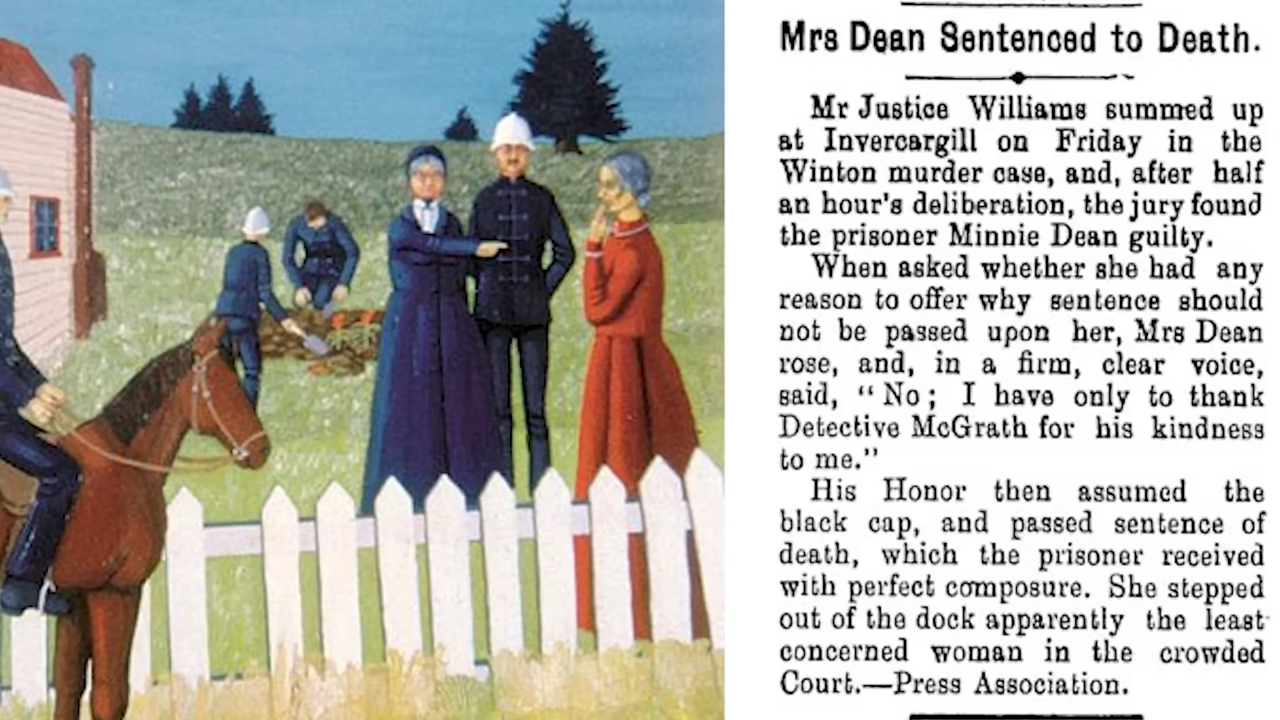 Mrs Dean Sentenced to Death.
Mr Justice Williams summed up
at Invercargill on Friday in the
Winton murder case, and, after half
an hour's deliberation, the jury found
the prisoner Minnie Dean guilty.
When asked whether she had any
reason to offer why sentence should
not be passed upon her, Mrs Dean
rose, and, in a firm, clear voice,
said, “No; I have only to thank
Detective McGrath for his kindness
to me.”
His Honor then assumed the
black cap, and passed sentence of
death, which the prisoner received
with perfect composure. She stepped
out of the dock apparently the least
concerned woman in the crowded
Court.—Press Association.